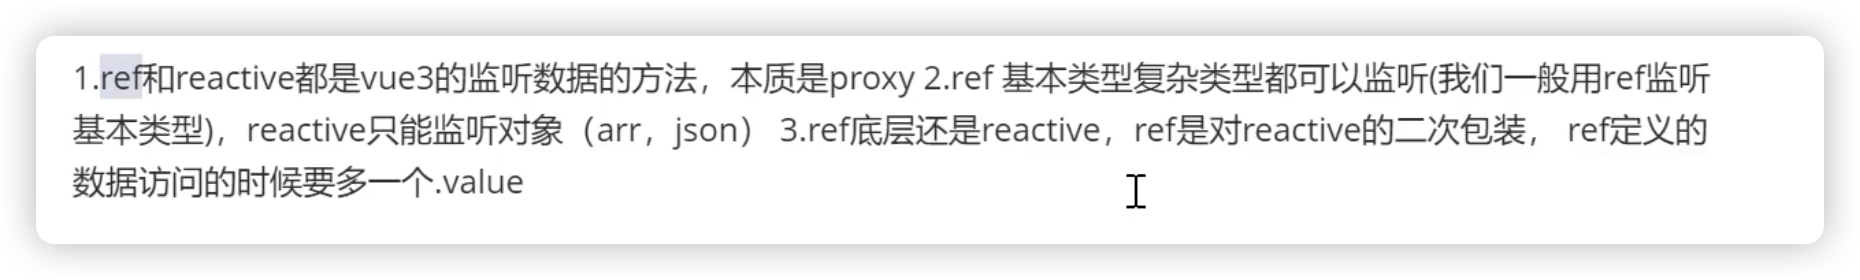 1.ref和reactive都是vue3的监听数据的方法，本质是proxy 2.ref 基本类型复杂类型都可以监听(我们一般用ref监听
基本类型)，reactive只能监听对象（arr，json） 3.ref底层还是reactive，ref是对reactive的二次包装， ref定义的
数据访问的时候要多一个.value